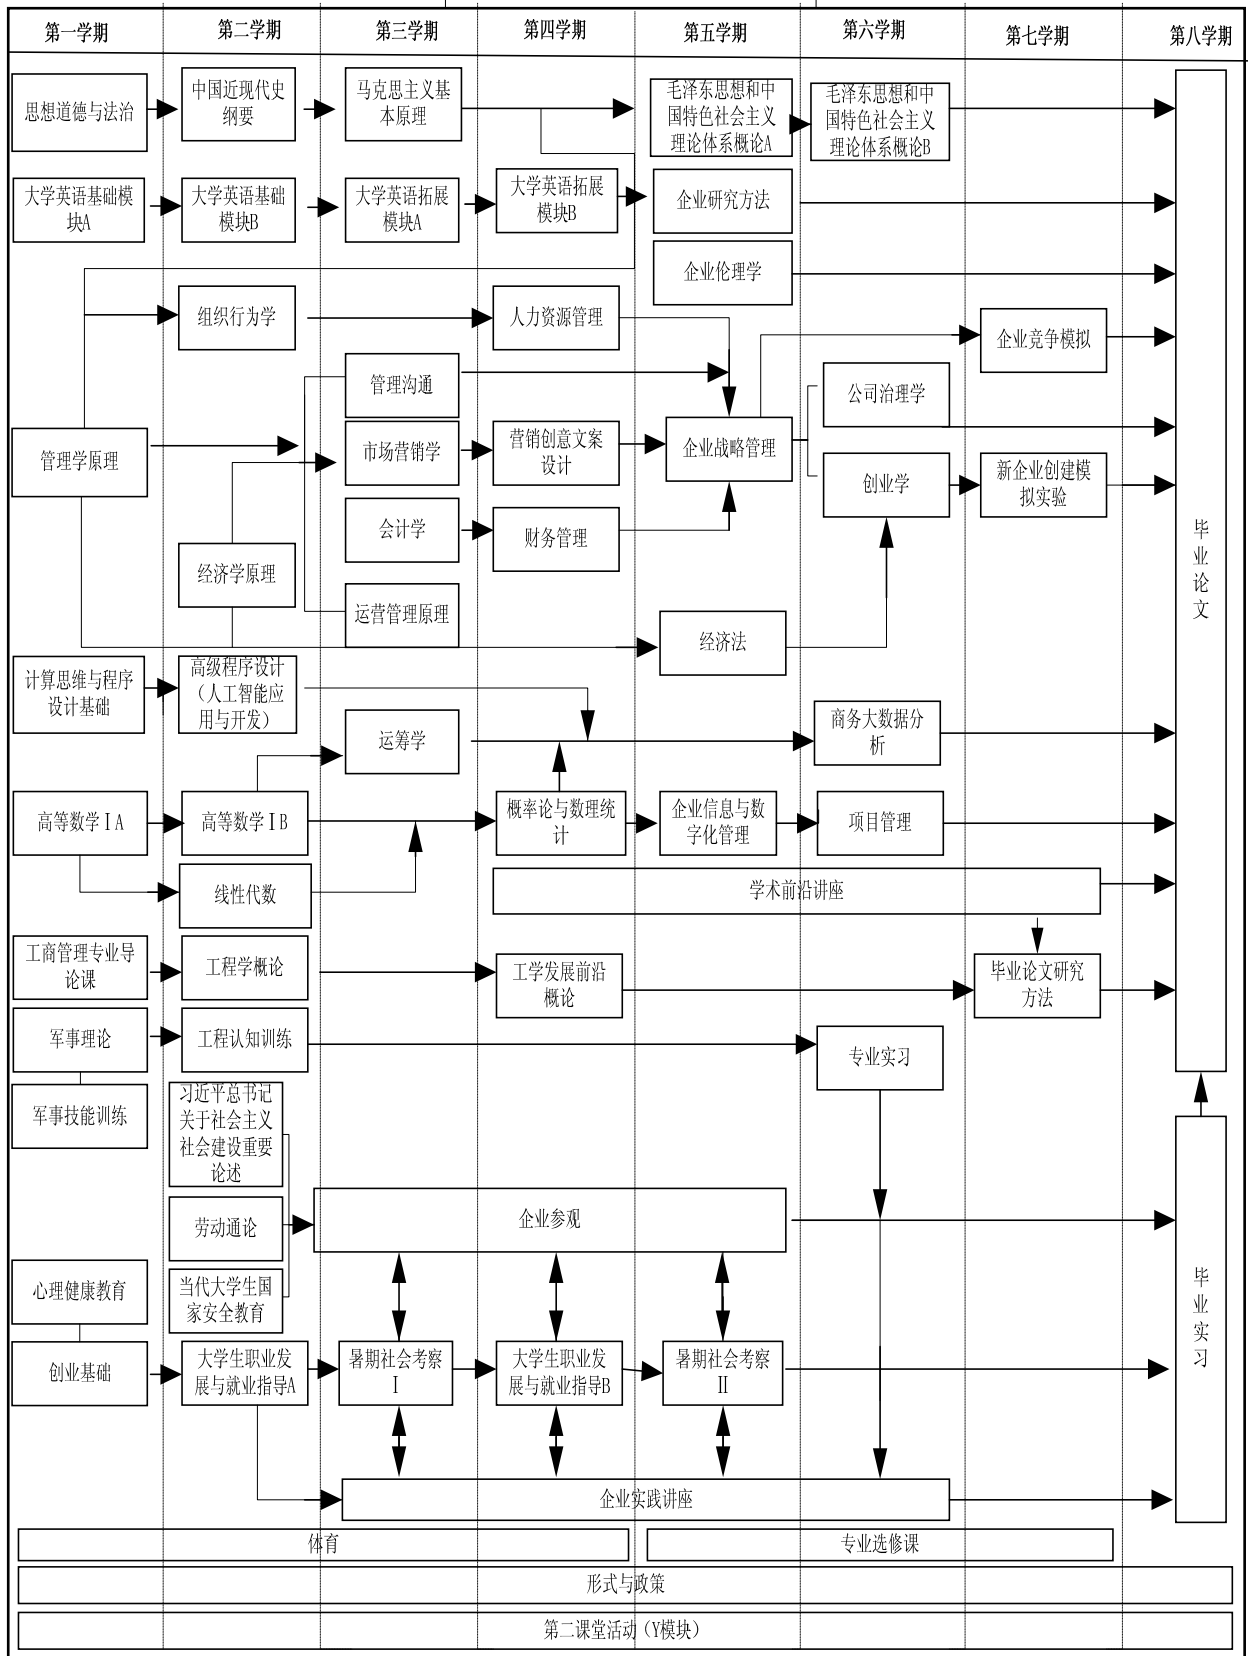 第一学期
第二学期
第三学期
第四学期
第五学期
第六学期
第七学期
第八学期
思想道德与法治
中国近现代史
纲要
马克思主义基
本原理
毛泽东思想和中
国特色社会主义
理论体系概论A
毛泽东思想和中
国特色社会主义
理论体系概论B
大学英语基础模
块A
大学英语基础
模块B
大学英语拓展
模块A
大学英语拓展
模块B
企业研究方法
企业伦理学
组织行为学
人力资源管理
企业竞争模拟
管理沟通
公司治理学
管理学原理
市场营销学
营销创意文案
设计
企业战略管理
创业学
新企业创建模
拟实验
会计学
财务管理
经济学原理
运营管理原理
经济法
毕
业
论
文
计算思维与程序
设计基础
高级程序设计
（人工智能应
用与开发）
运筹学
商务大数据分
析
高等数学ⅠA
高等数学ⅠB
概率论与数理统
计
企业信息与数
字化管理
项目管理
线性代数
学术前沿讲座
工商管理专业导
论课
工程学概论
工学发展前沿
概论
毕业论文研究
方法
军事理论
工程认知训练
专业实习
军事技能训练
习近平总书记
关于社会主义
社会建设重要
论述
劳动通论
企业参观
心理健康教育
当代大学生国
家安全教育
毕
业
实
习
创业基础
大学生职业发
展与就业指导A
暑期社会考察
I
大学生职业发
展与就业指导B
暑期社会考察
II
企业实践讲座
体育
专业选修课
形式与政策
第二课堂活动（Y模块）